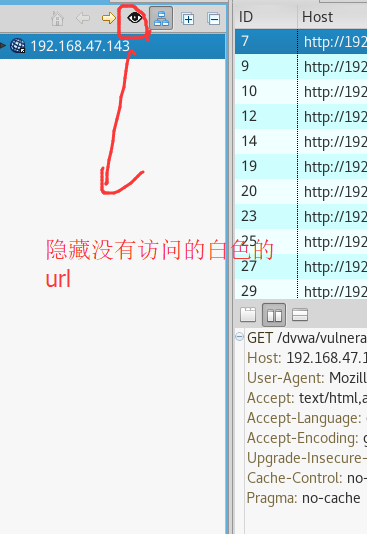 ID
Host
192.168.47.143
7
http://192
9
http://192
10
http://192
12
http://192
14
http://192
19
http://192
20
http://192
23
http://192
25
http://192
27
http://192
29
http://192
隐藏没有访问的白色的
url
GET /dvwa/vulnera
Host: 192.168.47.1
User-Agent: Mozill
Accept: text/html,a
Accept-Language:
Accept-Encoding: g
Upgrade-Insecure-
Cache-Control: no-
Pragma: no-cache